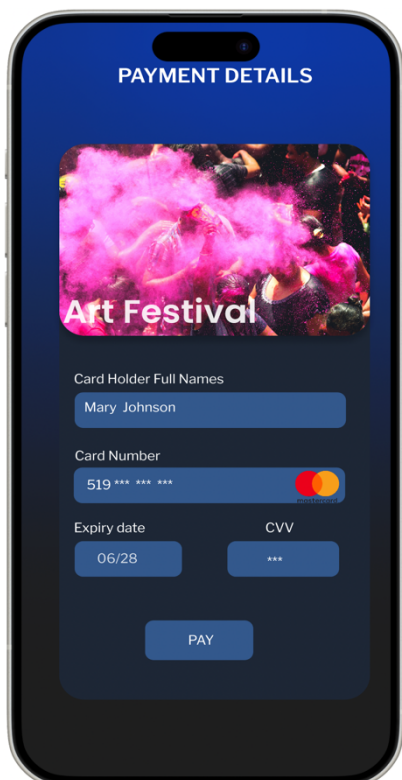 PAYMENT DETAILS
Art Festival
Card Holder Full Names
Mary Johnson
Card Number
519 *** *** ***
mastercard
Expiry date
CVV
06/28
***
PAY